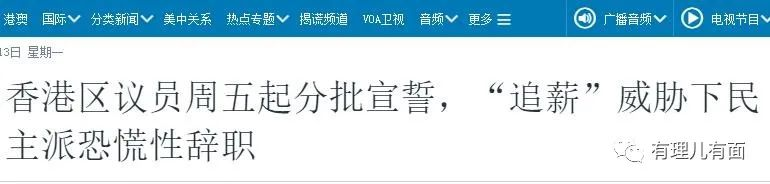 港澳 国际 分类新闻 美中关系 热点专题 揭谎频道 VOA卫视 音频 更多 广播音频 电视节目
13日 星期一
香港区议员周五起分批宣誓，“追薪”威胁下民
主派恐慌性辞职
有理儿有面